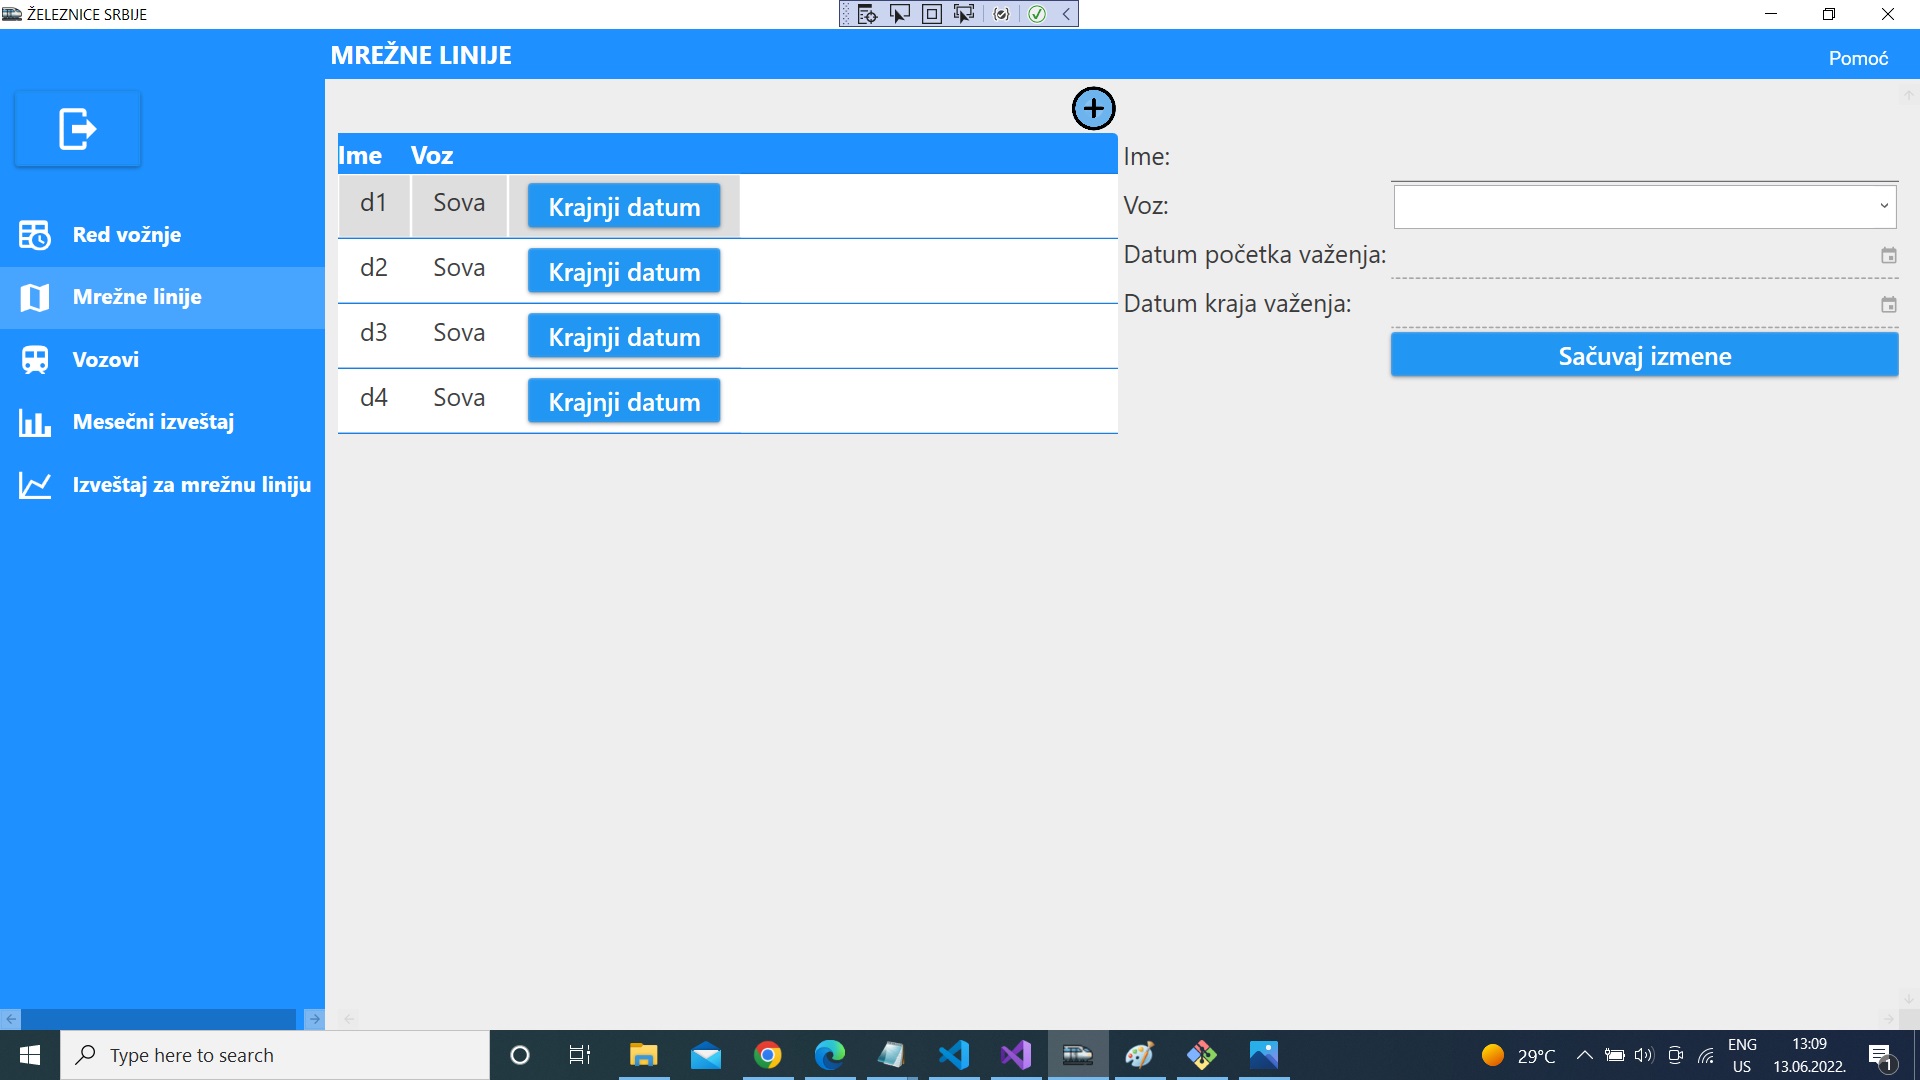 ŽELEZNICE SRBIJE
MREŽNE LINIJE
Pomoć
Red vožnje
Mrežne linije
Vozovi
Mesečni izveštaj
Izveštaj za mrežnu liniju
Ime Voz
d1 Sova Krajnji datum
d2 Sova Krajnji datum
d3 Sova Krajnji datum
d4 Sova Krajnji datum
Ime:
Voz:
Datum početka važenja:
Datum kraja važenja:
Sačuvaj izmene
Type here to search
29°C
ENG
US
13:09
13.06.2022.
1